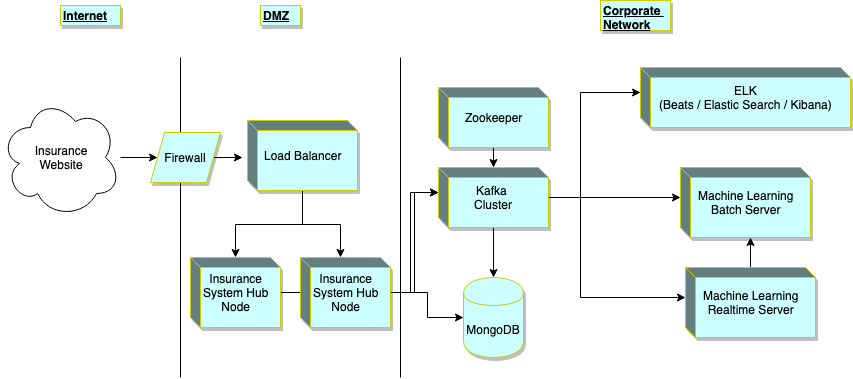 Internet
DMZ
Corporate
Network
Insurance
Website
Firewall
Load Balancer
Zookeeper
ELK
(Beats / Elastic Search / Kibana)
Kafka
Cluster
Machine Learning
Batch Server
Insurance
System Hub
Node
Insurance
System Hub
Node
MongoDB
Machine Learning
Realtime Server